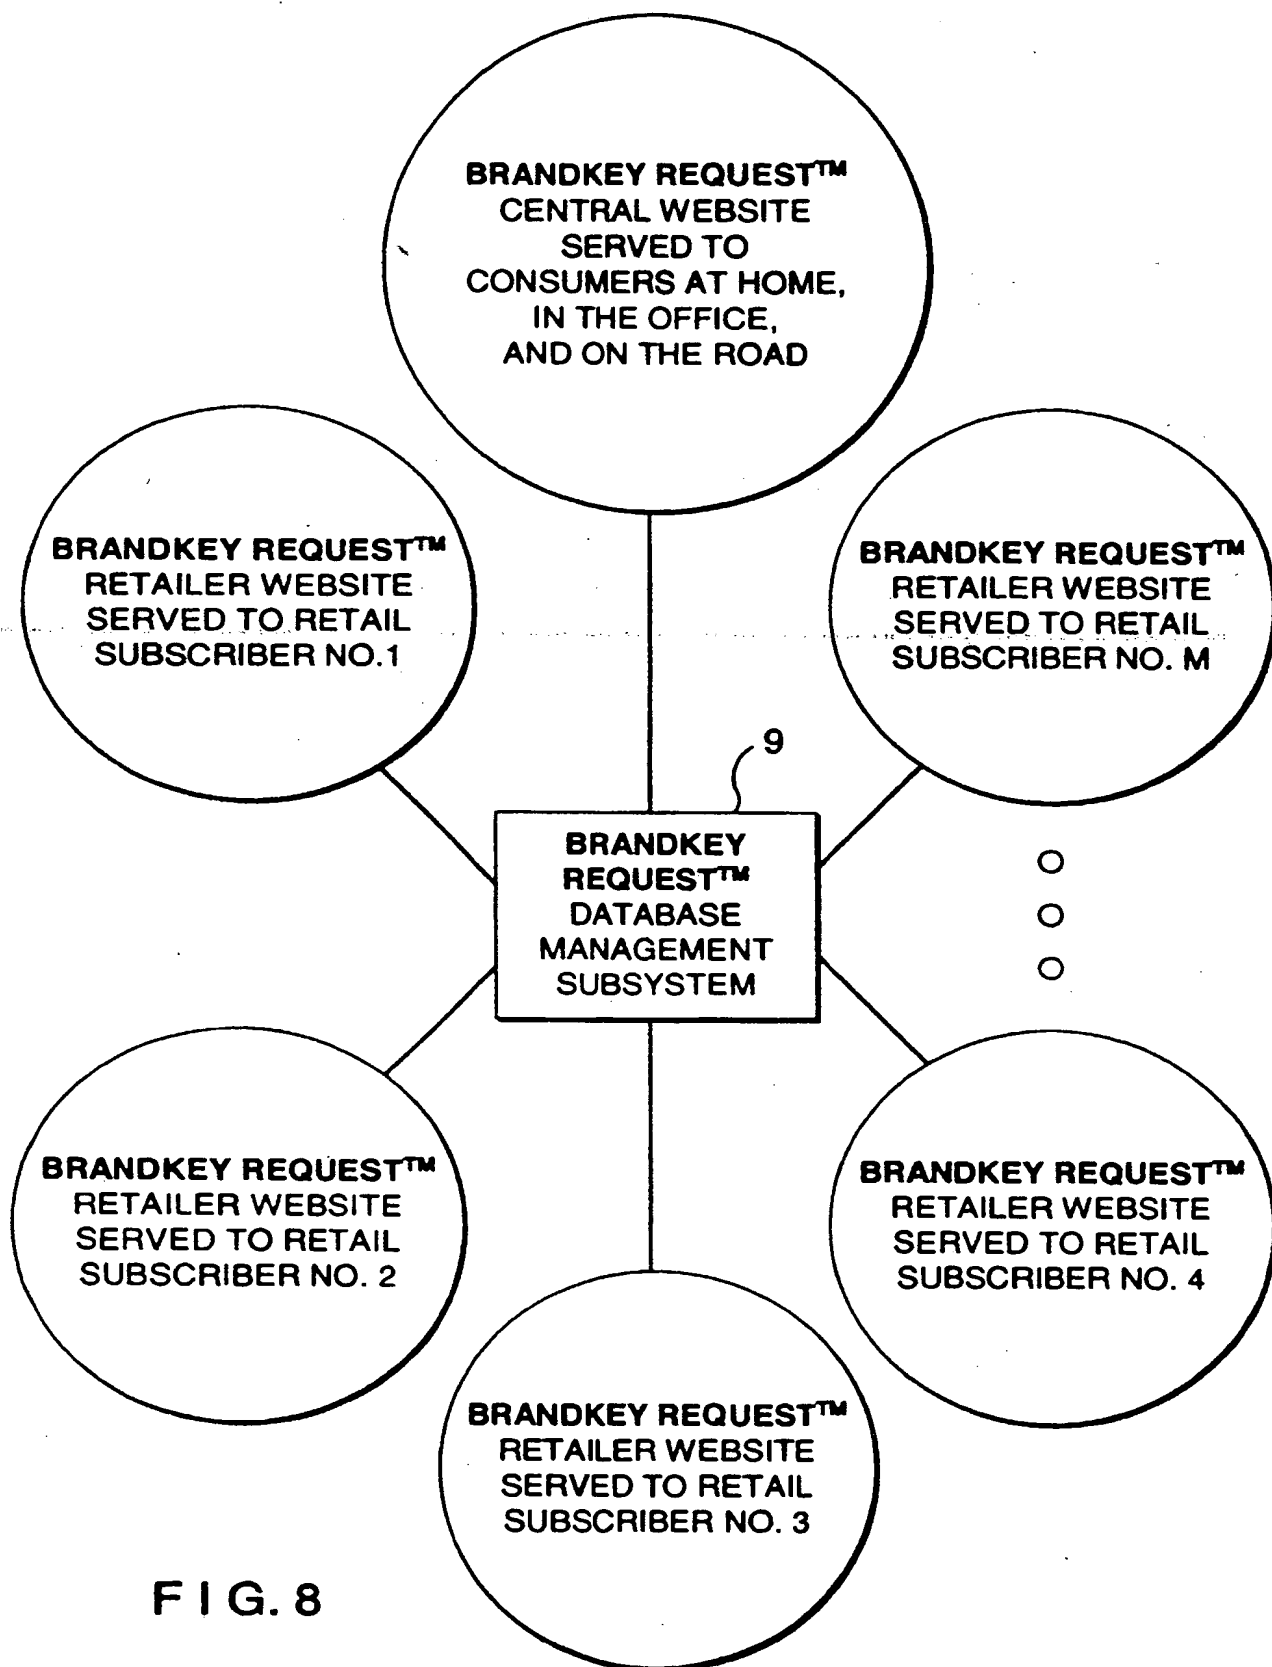 BRANDKEY REQUEST™
CENTRAL WEBSITE
SERVED TO
CONSUMERS AT HOME,
IN THE OFFICE,
AND ON THE ROAD
BRANDKEY REQUEST™
RETAILER WEBSITE
SERVED TO RETAIL
SUBSCRIBER NO.1
BRANDKEY REQUEST™
RETAILER WEBSITE
SERVED TO RETAIL
SUBSCRIBER NO. M
9
BRANDKEY
REQUEST™
DATABASE
MANAGEMENT
SUBSYSTEM
BRANDKEY REQUEST™
RETAILER WEBSITE
SERVED TO RETAIL
SUBSCRIBER NO. 2
BRANDKEY REQUEST™
RETAILER WEBSITE
SERVED TO RETAIL
SUBSCRIBER NO. 4
BRANDKEY REQUEST™
RETAILER WEBSITE
SERVED TO RETAIL
SUBSCRIBER NO. 3
FIG. 8